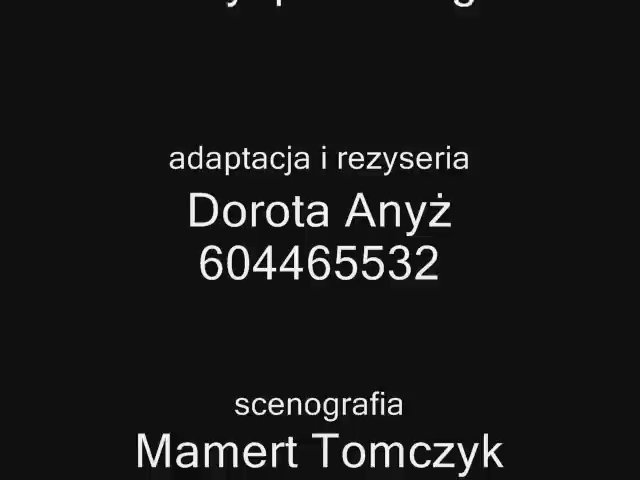 adaptacja i rezyseria
Dorota Anyż
604465532
scenografia
Mamert Tomczyk